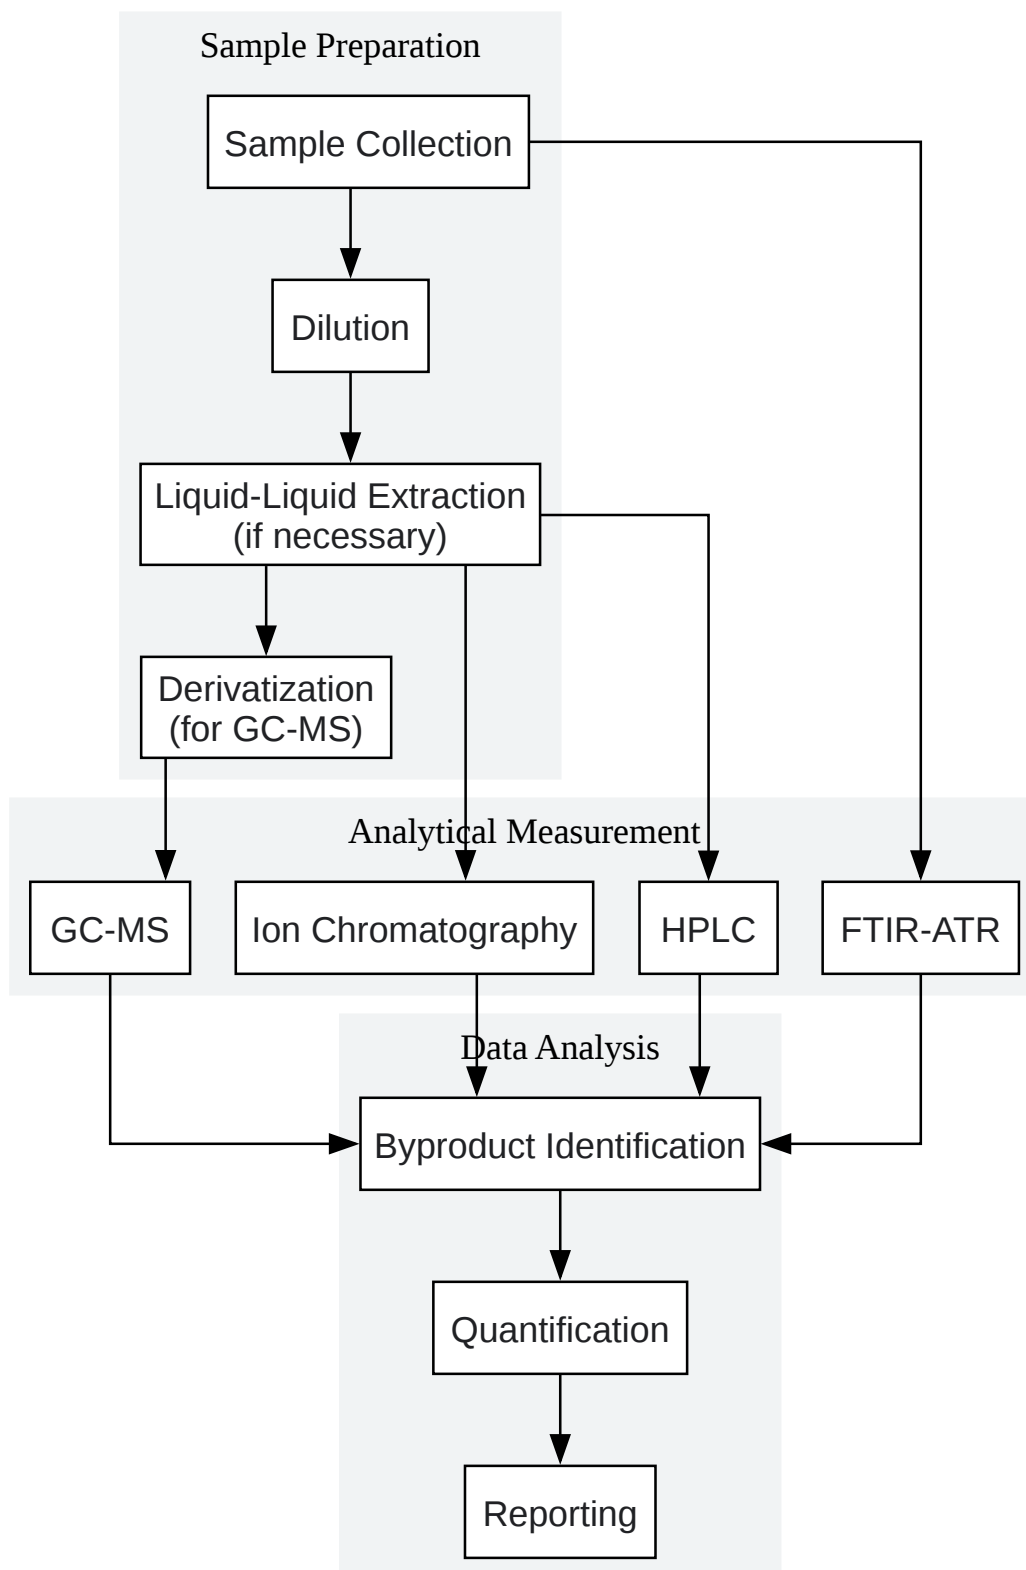 Sample Preparation
Sample Collection
Dilution
Liquid-Liquid Extraction
(if necessary)
Derivatization
(for GC-MS)
Analytical Measurement
GC-MS
Ion Chromatography
HPLC
FTIR-ATR
Data Analysis
Byproduct Identification
Quantification
Reporting